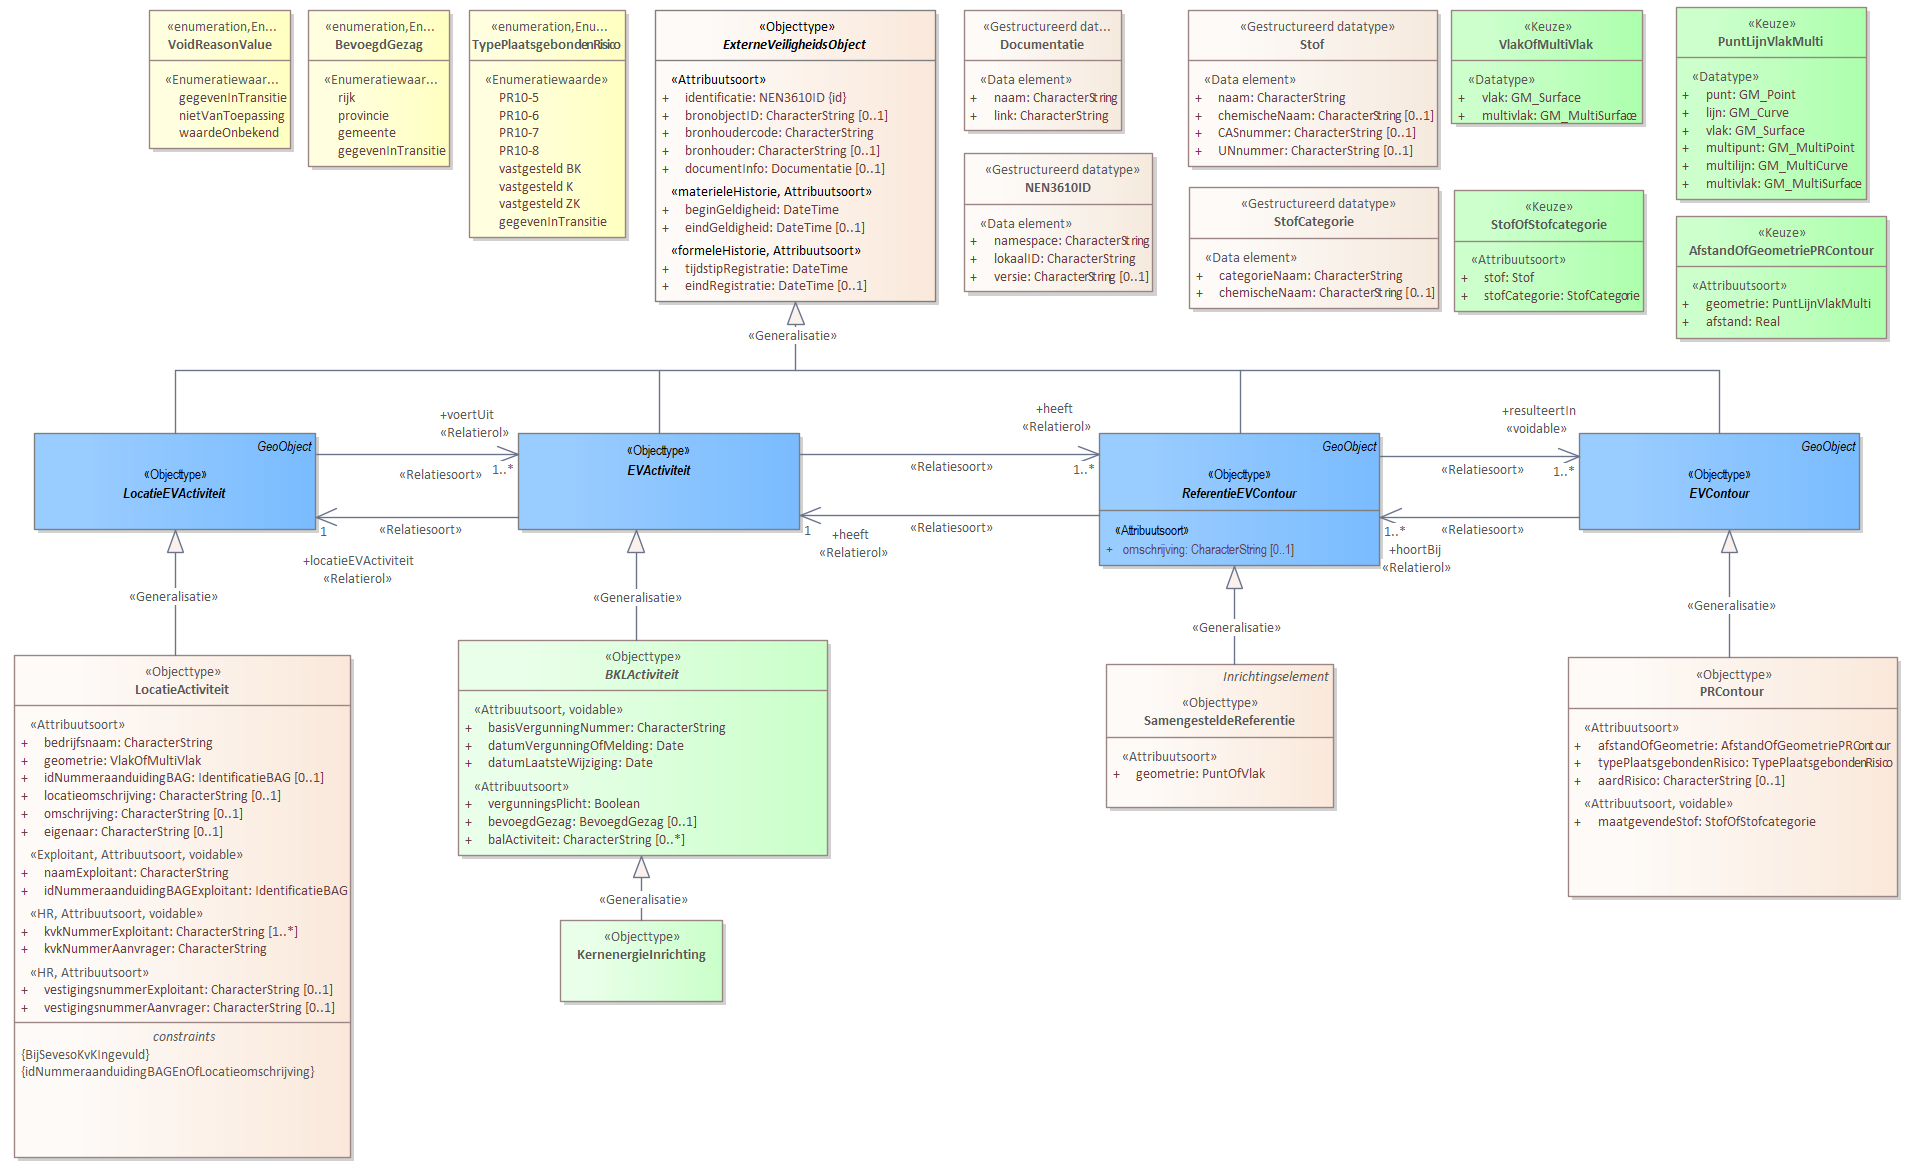 «enumeration,En...
VoidReasonValue
«Enumeratiewaar...
gegevenInTransitie
nietVanToepassing
waardeOnbekend
«enumeration,En...
BevoegdGezag
«Enumeratiewaar...
rijk
provincie
gemeente
gegevenInTransitie
«enumeration,Enu...
TypePlaatsgebondenRisico
«Enumeratiewaarde»
PR10-5
PR10-6
PR10-7
PR10-8
vastgesteld BK
vastgesteld K
vastgesteld ZK
gegevenInTransitie
«Objecttype»
ExterneVeiligheidsObject
«Attribuutsoort»
+ identificatie: NEN3610ID {id}
+ bronobjectID: CharacterString [0..1]
+ bronhoudercode: CharacterString
+ bronhouder: CharacterString [0..1]
+ documentInfo: Documentatie [0..1]
«materieleHistorie, Attribuutsoort»
+ beginGeldigheid: DateTime
+ eindGeldigheid: DateTime [0..1]
«formeleHistorie, Attribuutsoort»
+ tijdstipRegistratie: DateTime
+ eindRegistratie: DateTime [0..1]
«Gestructureerd dat...
Documentatie
«Data element»
+ naam: CharacterString
+ link: CharacterString
«Gestructureerd datatype»
NEN3610ID
«Data element»
+ namespace: CharacterString
+ lokaalID: CharacterString
+ versie: CharacterString [0..1]
«Gestructureerd datatype»
Stof
«Data element»
+ naam: CharacterString
+ chemischeNaam: CharacterString [0..1]
+ CASnummer: CharacterString [0..1]
+ UNnummer: CharacterString [0..1]
«Gestructureerd datatype»
StofCategorie
«Data element»
+ categorieNaam: CharacterString
+ chemischeNaam: CharacterString [0..1]
«Keuze»
VlakOfMultiVlak
«Datatype»
+ vlak: GM_Surface
+ multivlak: GM_MultiSurface
«Keuze»
StofOfStofcategorie
«Attribuutsoort»
+ stof: Stof
+ stofCategorie: StofCategorie
«Keuze»
PuntLijnVlakMulti
«Datatype»
+ punt: GM_Point
+ lijn: GM_Curve
+ vlak: GM_Surface
+ multipunt: GM_MultiPoint
+ multilijn: GM_MultiCurve
+ multivlak: GM_MultiSurface
«Keuze»
AfstandOfGeometriePRContour
«Attribuutsoort»
+ geometrie: PuntLijnVlakMulti
+ afstand: Real
«Generalisatie»
GeoObject
«Objecttype»
LocatieEVActiviteit
+voertUit
«Relatierol»
«Relatiesoort»
1..*
«Relatiesoort»
1
+locatieEVActiviteit
«Relatierol»
«Objecttype»
EVActiviteit
+heeft
«Relatierol»
«Relatiesoort»
1..*
«Relatiesoort»
1
+heeft
«Relatierol»
GeoObject
«Objecttype»
ReferentieEVContour
«Attribuutsoort»
+ omschrijving: CharacterString [0..1]
+resulteertIn
«voidable»
«Relatiesoort»
1..*
«Relatiesoort»
1..*
+hoortBij
«Relatierol»
GeoObject
«Objecttype»
EVContour
«Generalisatie»
«Generalisatie»
«Generalisatie»
«Generalisatie»
«Objecttype»
LocatieActiviteit
«Attribuutsoort»
+ bedrijfsnaam: CharacterString
+ geometrie: VlakOfMultiVlak
+ idNummeraanduidingBAG: IdentificatieBAG [0..1]
+ locatieomschrijving: CharacterString [0..1]
+ omschrijving: CharacterString [0..1]
+ eigenaar: CharacterString [0..1]
«Exploitant, Attribuutsoort, voidable»
+ naamExploitant: CharacterString
+ idNummeraanduidingBAGExploitant: IdentificatieBAG
«HR, Attribuutsoort, voidable»
+ kvkNummerExploitant: CharacterString [1..*]
+ kvkNummerAanvrager: CharacterString
«HR, Attribuutsoort»
+ vestigingsnummerExploitant: CharacterString [0..1]
+ vestigingsnummerAanvrager: CharacterString [0..1]
constraints
{BijSevesoKvKIngevuld}
{idNummeraanduidingBAGEnOfLocatieomschrijving}
«Objecttype»
BKLActiviteit
«Attribuutsoort, voidable»
+ basisVergunningNummer: CharacterString
+ datumVergunningOfMelding: Date
+ datumLaatsteWijziging: Date
«Attribuutsoort»
+ vergunningsPlicht: Boolean
+ bevoegdGezag: BevoegdGezag [0..1]
+ balActiviteit: CharacterString [0..*]
«Generalisatie»
«Objecttype»
KernenergieInrichting
Inrichtingselement
«Objecttype»
SamengesteldeReferentie
«Attribuutsoort»
+ geometrie: PuntOfVlak
«Objecttype»
PRContour
«Attribuutsoort»
+ afstandOfGeometrie: AfstandOfGeometriePRContour
+ typePlaatsgebondenRisico: TypePlaatsgebondenRisico
+ aardRisico: CharacterString [0..1]
«Attribuutsoort, voidable»
+ maatgevendeStof: StofOfStofcategorie